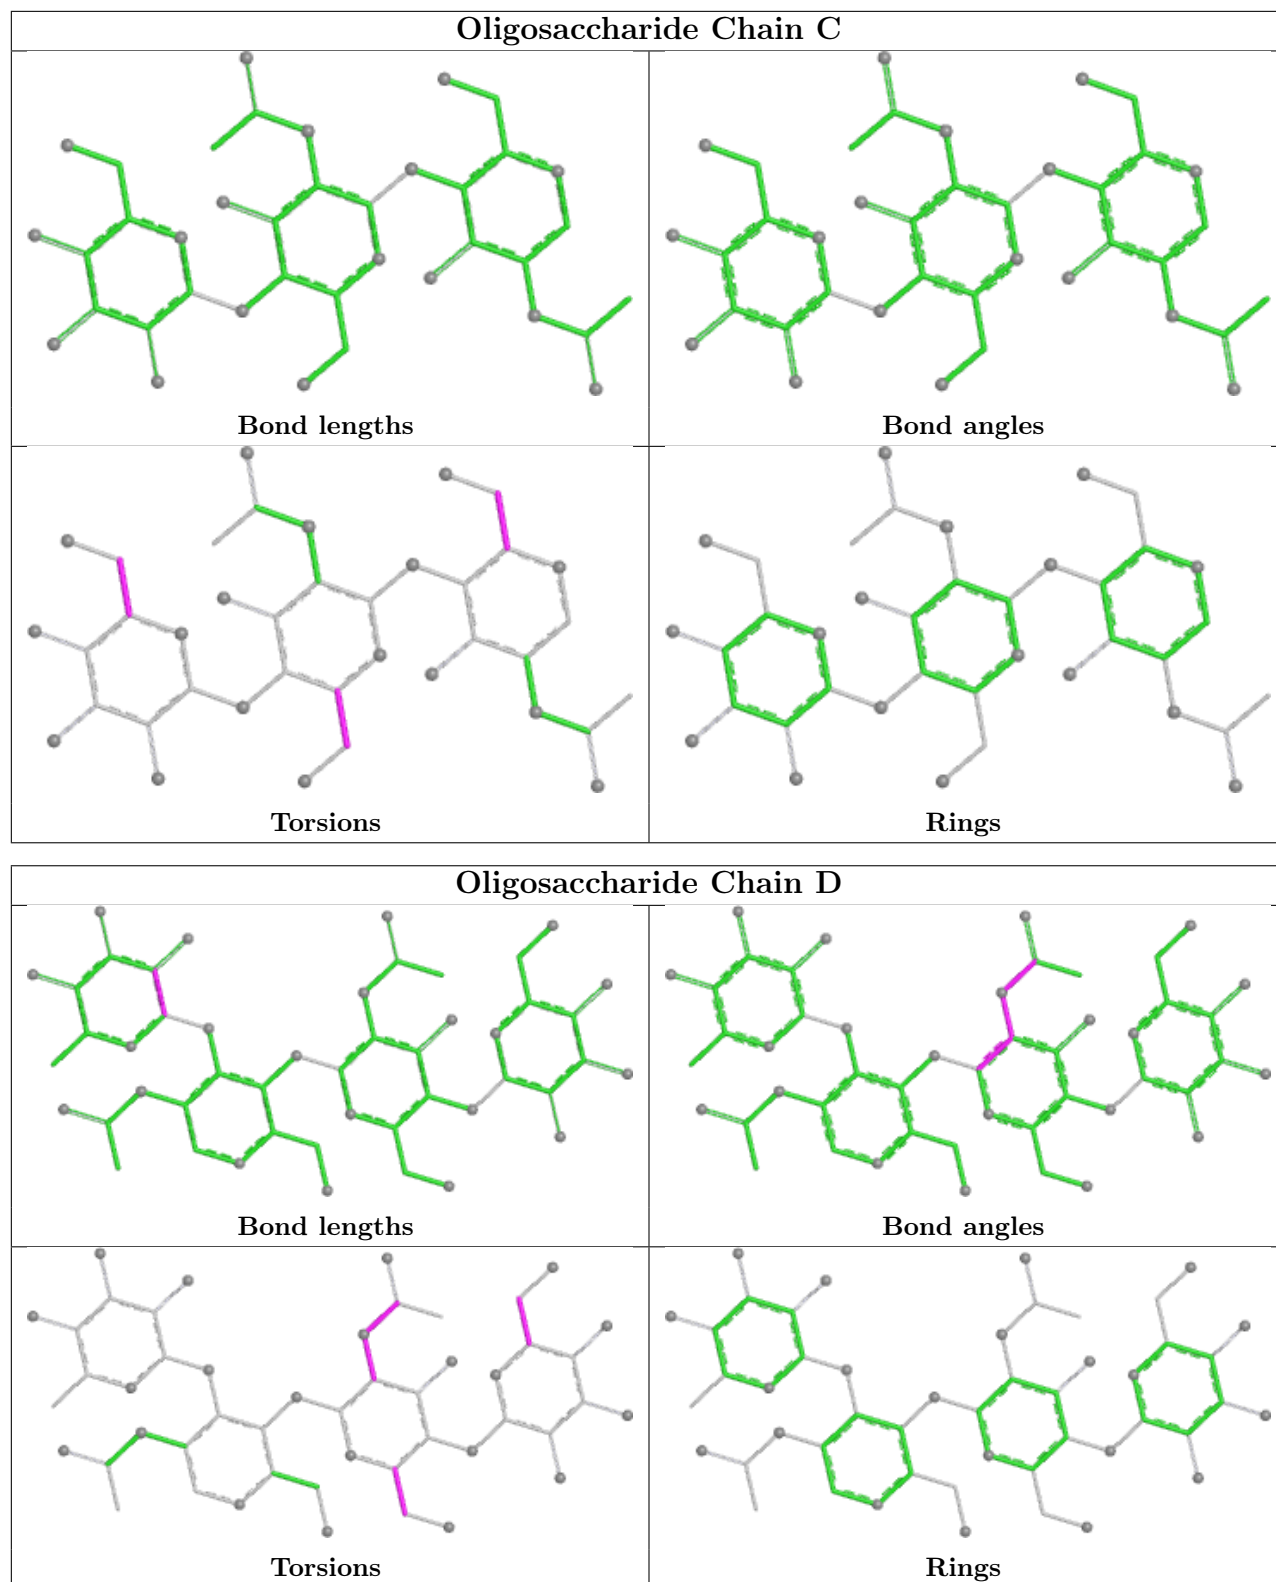 Oligosaccharide Chain C
Bond lengths
Bond angles
Torsions
Rings
Oligosaccharide Chain D
Bond lengths
Bond angles
Torsions
Rings